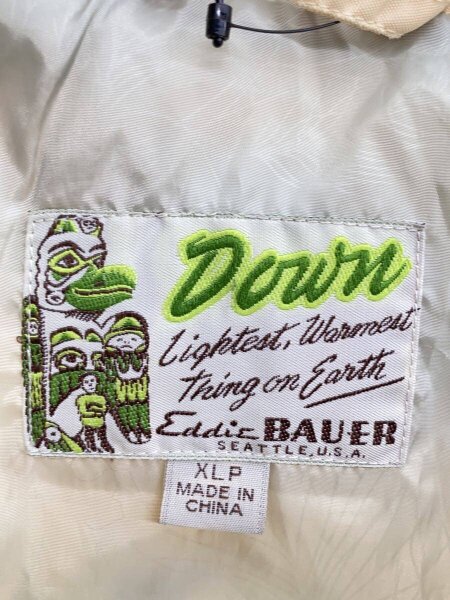 Down
Lightest, Warmest
Thing on Earth
Eddie BAUER
SEATTLE, U.S.A.
XLP
MADE IN
CHINA